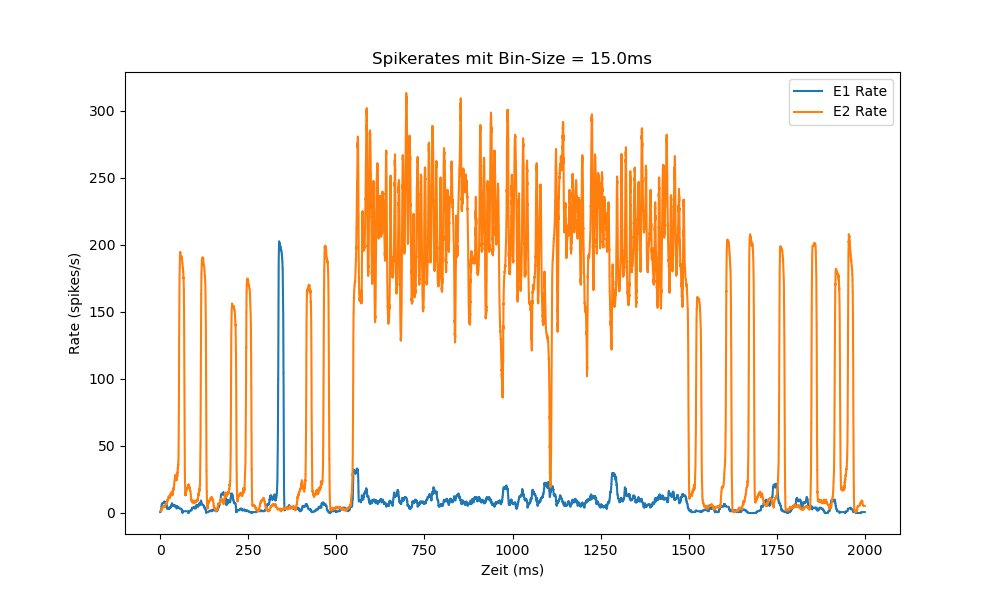 Spikerates mit Bin-Size = 15.0ms
E1 Rate
E2 Rate
Rate (spikes/s)
300
250
200
150
100
50
0
0 250 500 750 1000 1250 1500 1750 2000
Zeit (ms)